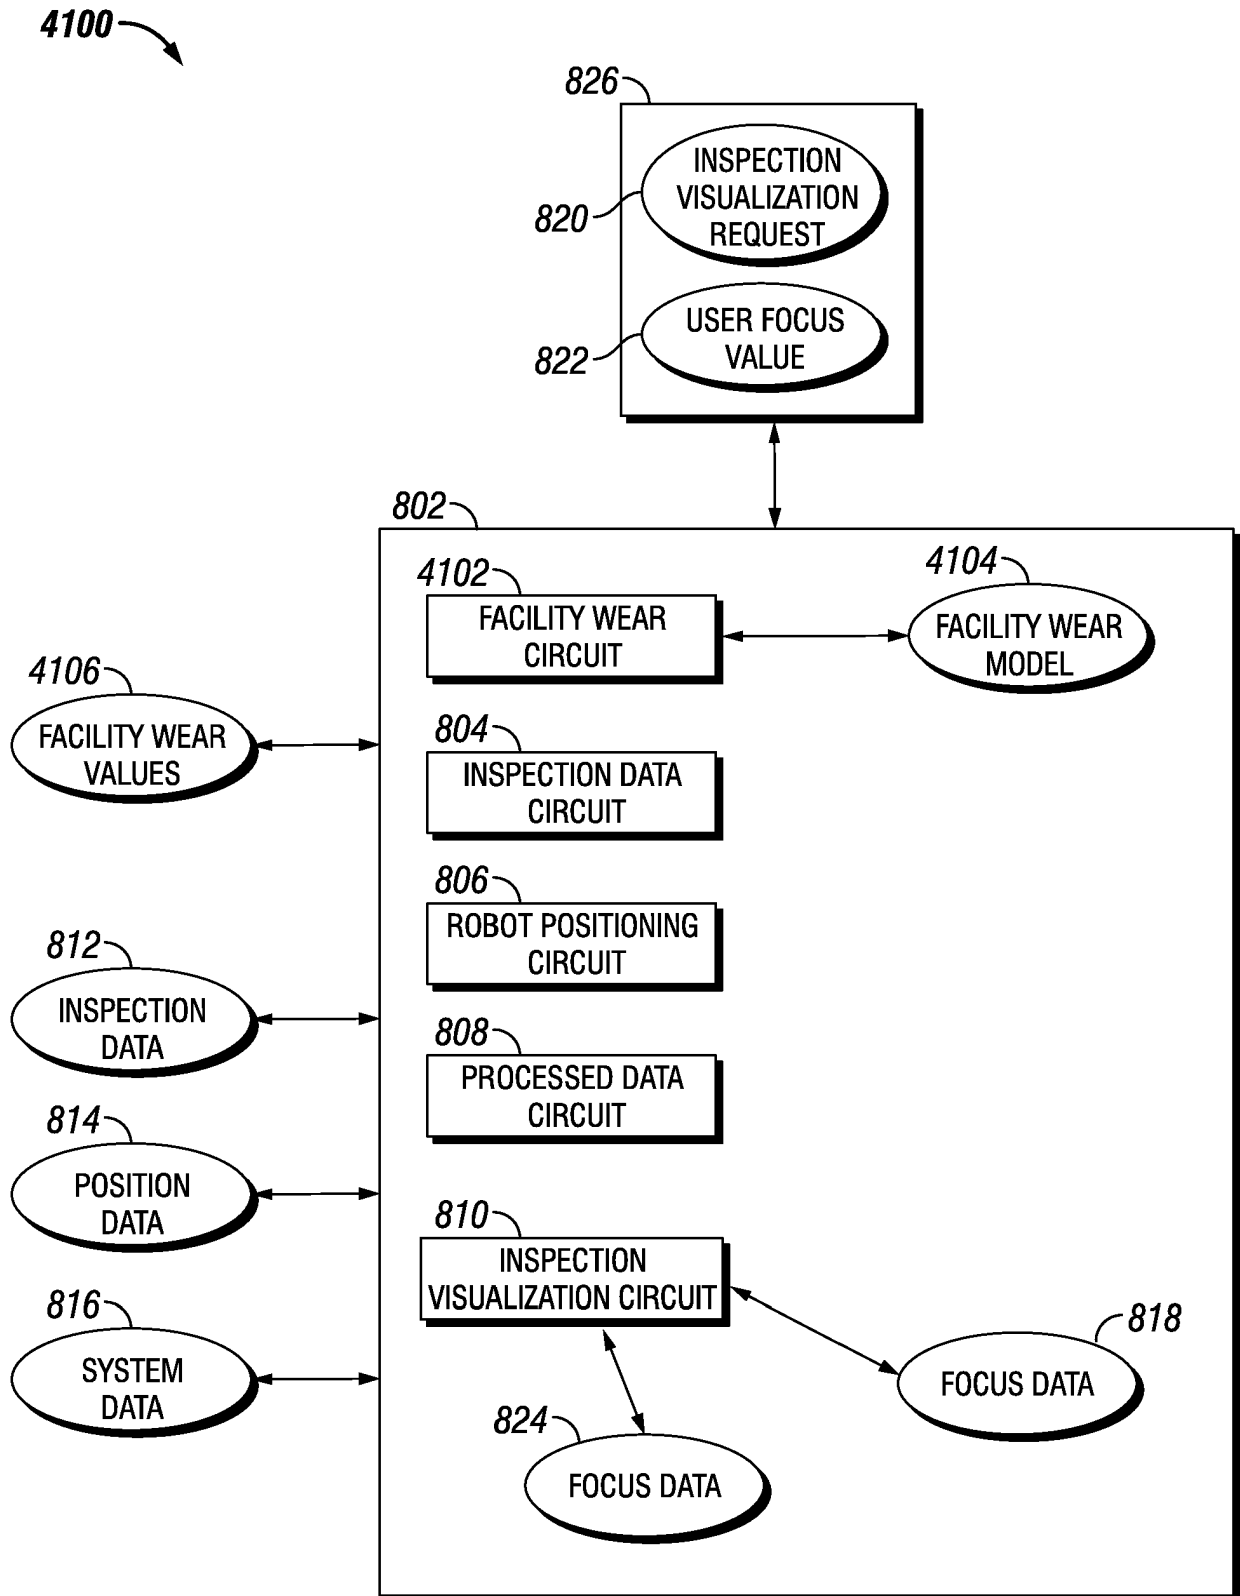 4100
826
INSPECTION
VISUALIZATION
REQUEST
820
USER FOCUS
VALUE
822
802
4102
FACILITY WEAR
CIRCUIT
4104
FACILITY WEAR
MODEL
4106
FACILITY WEAR
VALUES
804
INSPECTION DATA
CIRCUIT
806
ROBOT POSITIONING
CIRCUIT
812
INSPECTION
DATA
808
PROCESSED DATA
CIRCUIT
814
POSITION
DATA
810
INSPECTION
VISUALIZATION CIRCUIT
816
SYSTEM
DATA
818
FOCUS DATA
824
FOCUS DATA